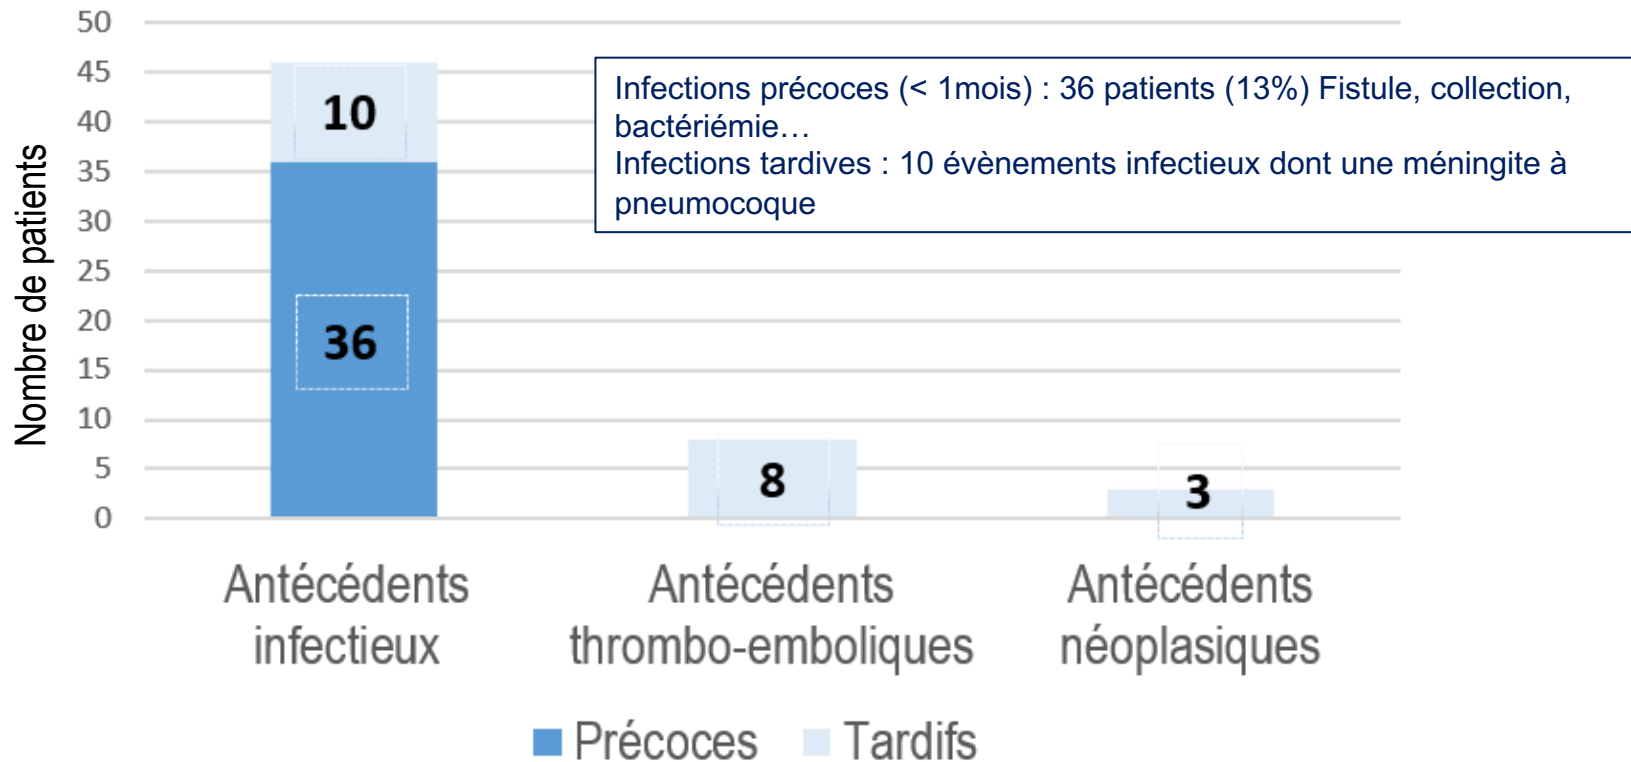 50
45
40
35
30
25
20
15
10
5
0
Nombre de patients
10
36
8
3
Infections précoces (< 1mois) : 36 patients (13%) Fistule, collection,
bactériémie…
Infections tardives : 10 évènements infectieux dont une méningite à
pneumocoque
Antécédents
infectieux
Antécédents
thrombo-emboliques
Antécédents
néoplasiques
Précoces
Tardifs